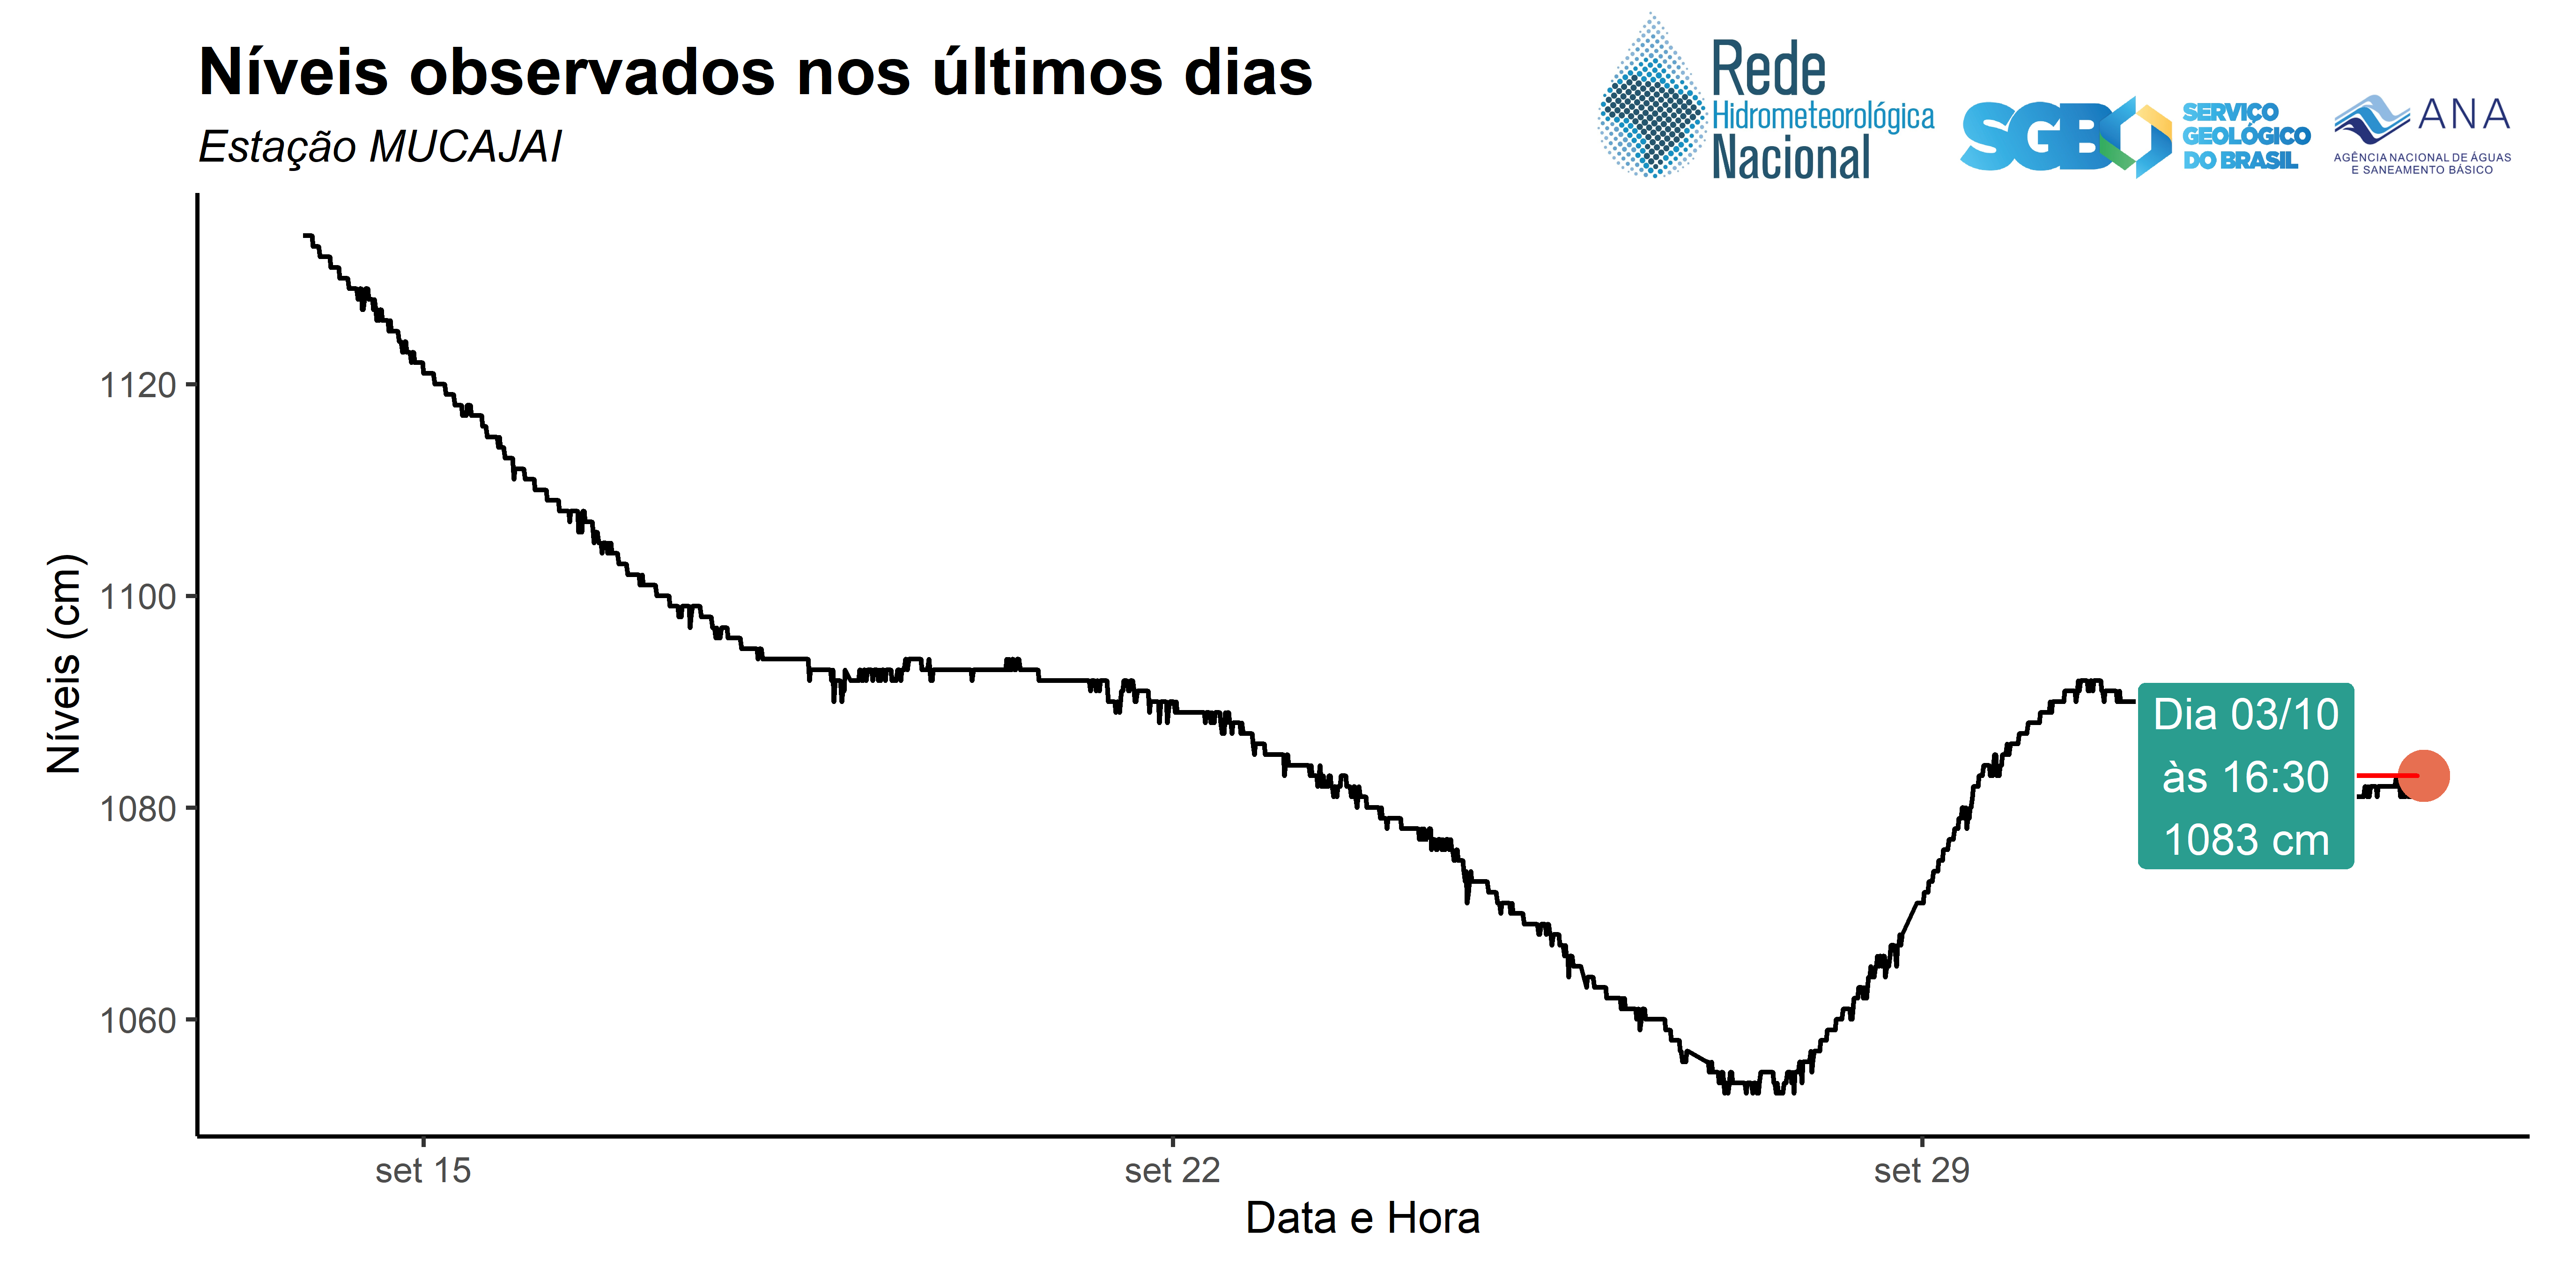 Níveis observados nos últimos dias
Estação MUCAJAI
Rede
Hidrometeorológica
Nacional
SGB
SERVIÇO
GEOLÓGICO
DO BRASIL
ANA
AGÊNCIA NACIONAL DE ÁGUAS
E SANEAMENTO BÁSICO
Níveis (cm)
1120
1100
1080
1060
Dia 03/10
às 16:30
1083 cm
set 15
set 22
set 29
Data e Hora